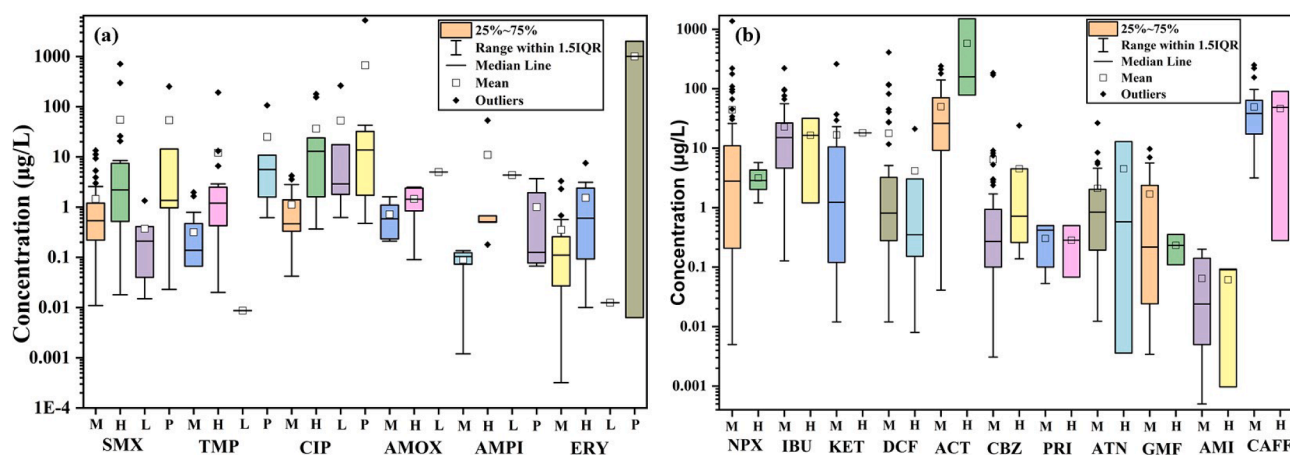 (a)
25%~75%
Range within 1.5IQR
Median Line
Mean
Outliers
Concentration (µg/L)
1000
100
10
1
0.1
0.01
0.001
1E-4
M H L P M H L P M H L P M H L M H L P M H L P
SMX TMP CIP AMOX AMPI ERY
(b)
25%~75%
Range within 1.5IQR
Median Line
Mean
Outliers
Concentration (µg/L)
1000
100
10
1
0.1
0.01
0.001
M H M H M H M H M H M H M H M H M H M H M H
NPX IBU KET DCF ACT CBZ PRI ATN GMF AMI CAFF